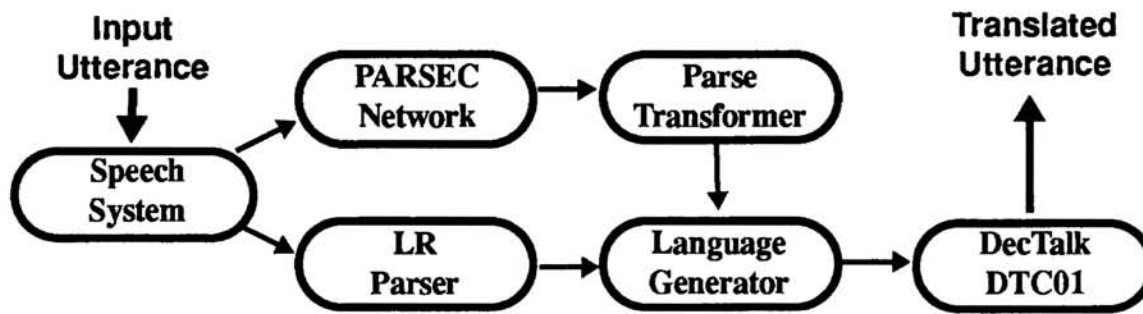 Input
Utterance
PARSEC
Network
Parse
Transformer
Translated
Utterance
Speech
System
LR
Parser
Language
Generator
DecTalk
DTC01